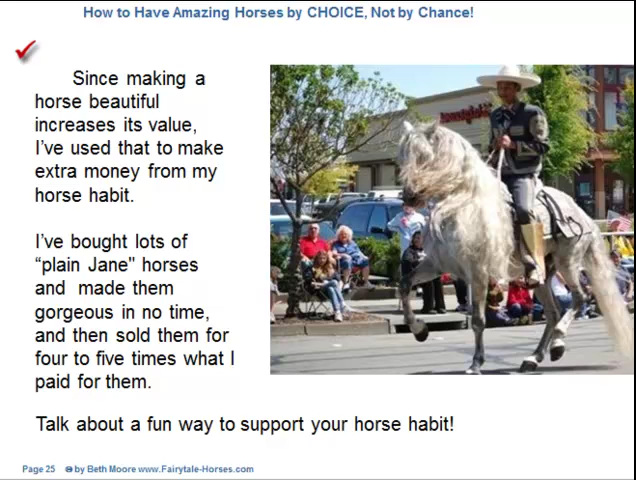 How to Have Amazing Horses by CHOICE, Not by Chance!
Since making a
horse beautiful
increases its value,
I've used that to make
extra money from my
horse habit.
I've bought lots of
“plain Jane" horses
and  made them
gorgeous in no time,
and then sold them for
four to five times what I
paid for them.
Talk about a fun way to support your horse habit!
Page 25   © by Beth Moore www.Fairytale-Horses.com